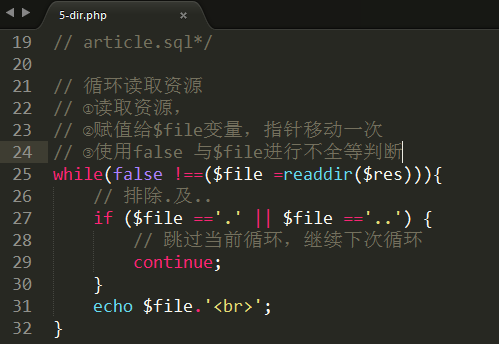 5-dir.php ×
19 // article.sql*/
20
21 // 循环读取资源
22 // ①读取资源，
23 // ②赋值给$file变量，指针移动一次
24 // ③使用false 与$file进行不全等判断
25 while(false !==($file =readdir($res))){
26 // 排除.及..
27 if ($file =='.' || $file =='..') {
28 // 跳过当前循环，继续下次循环
29 continue;
30 }
31 echo $file.'<br>';
32 }